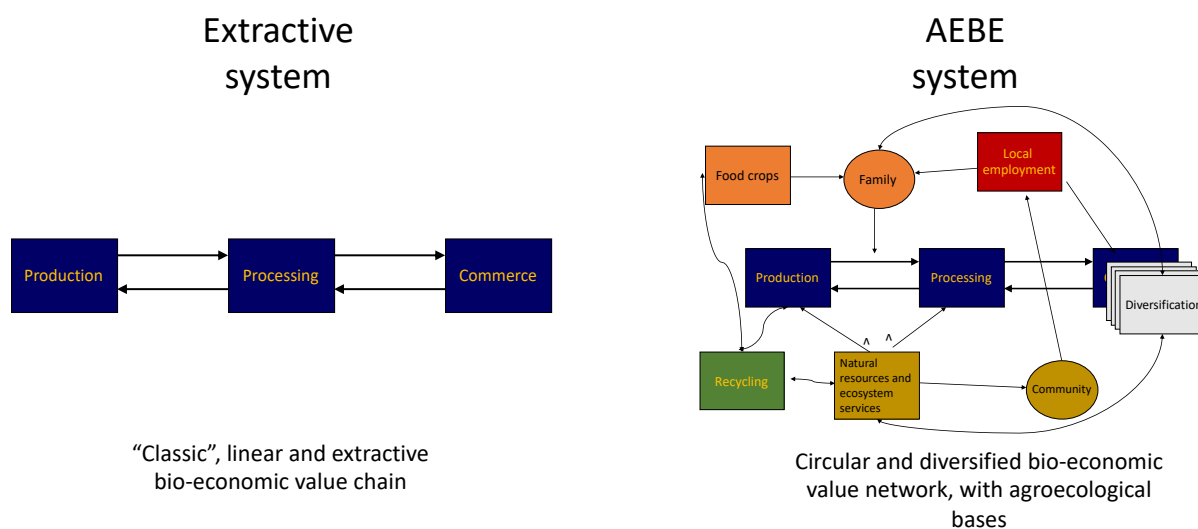 Extractive
system
Production
Processing
Commerce
“Classic”, linear and extractive
bio-economic value chain
AEBE
system
Food crops
Family
Local
employment
Production
Processing
Diversification
Recycling
Natural
resources and
ecosystem
services
Community
^ ^
Circular and diversified bio-economic
value network, with agroecological
bases